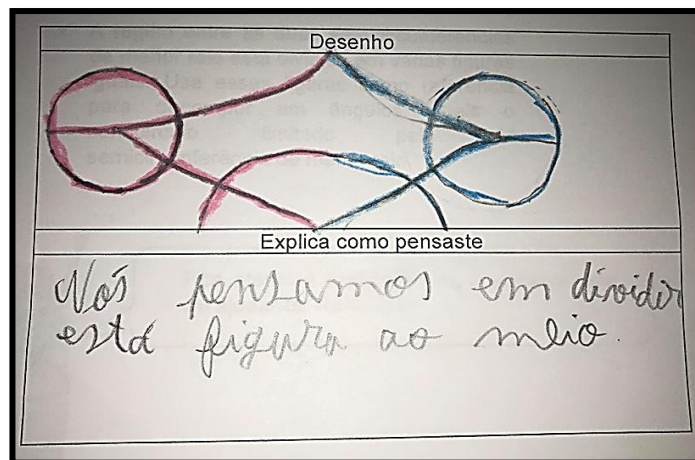 Desenho
Explica como pensaste
Nós pensamos em dividir
esta figura ao meio.